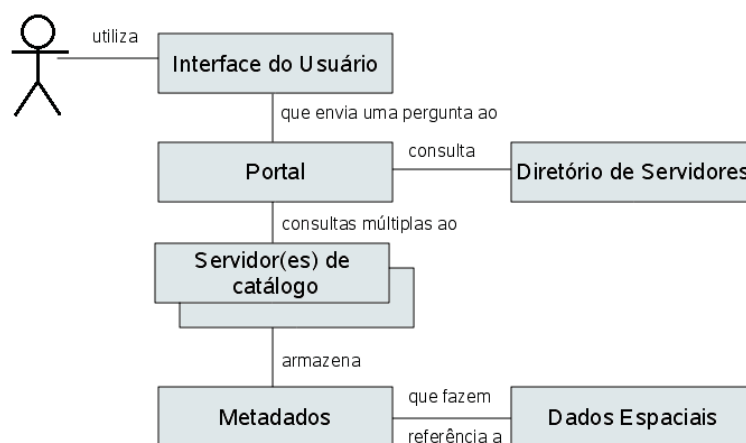 utiliza
Interface do Usuário
que envia uma pergunta ao
Portal
consulta
Diretório de Servidores
consultas múltiplas ao
Servidor(es) de
catálogo
armazena
Metadados
que fazem
referência a
Dados Espaciais